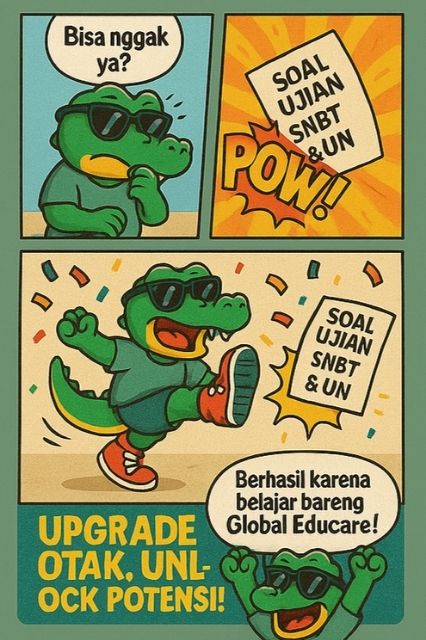 Bisa nggak
ya?
SOAL
UJIAN
SNBT
& UN
POW!
SOAL
UJIAN
SNBT
& UN
Berhasil karena
belajar bareng
Global Educare!
UPGRADE
OTAK, UNL-
OCK POTENSI!